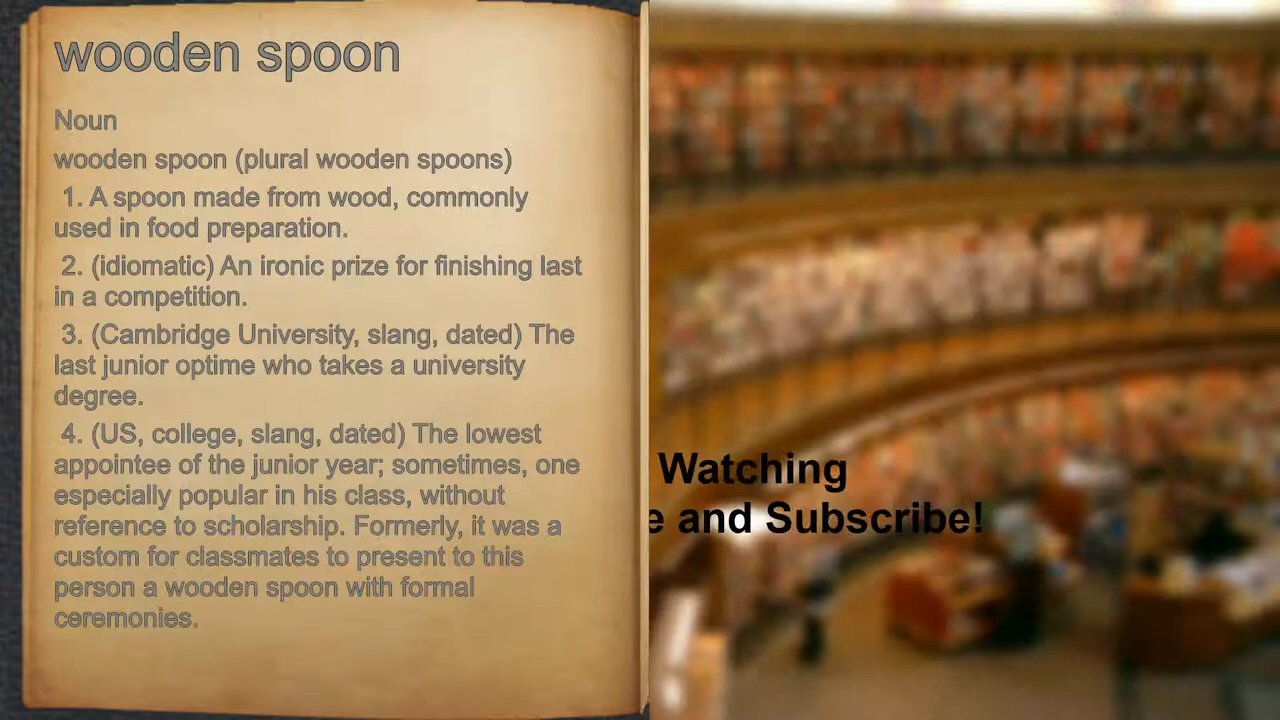 wooden spoon
Noun
wooden spoon (plural wooden spoons)
1. A spoon made from wood, commonly
used in food preparation.
2. (idiomatic) An ironic prize for finishing last
in a competition.
3. (Cambridge University, slang, dated) The
last junior optime who takes a university
degree.
4. (US, college, slang, dated) The lowest
appointee of the junior year; sometimes, one
especially popular in his class, without
reference to scholarship. Formerly, it was a
custom for classmates to present to this
person a wooden spoon with formal
ceremonies.
Watching
e and Subscribe!